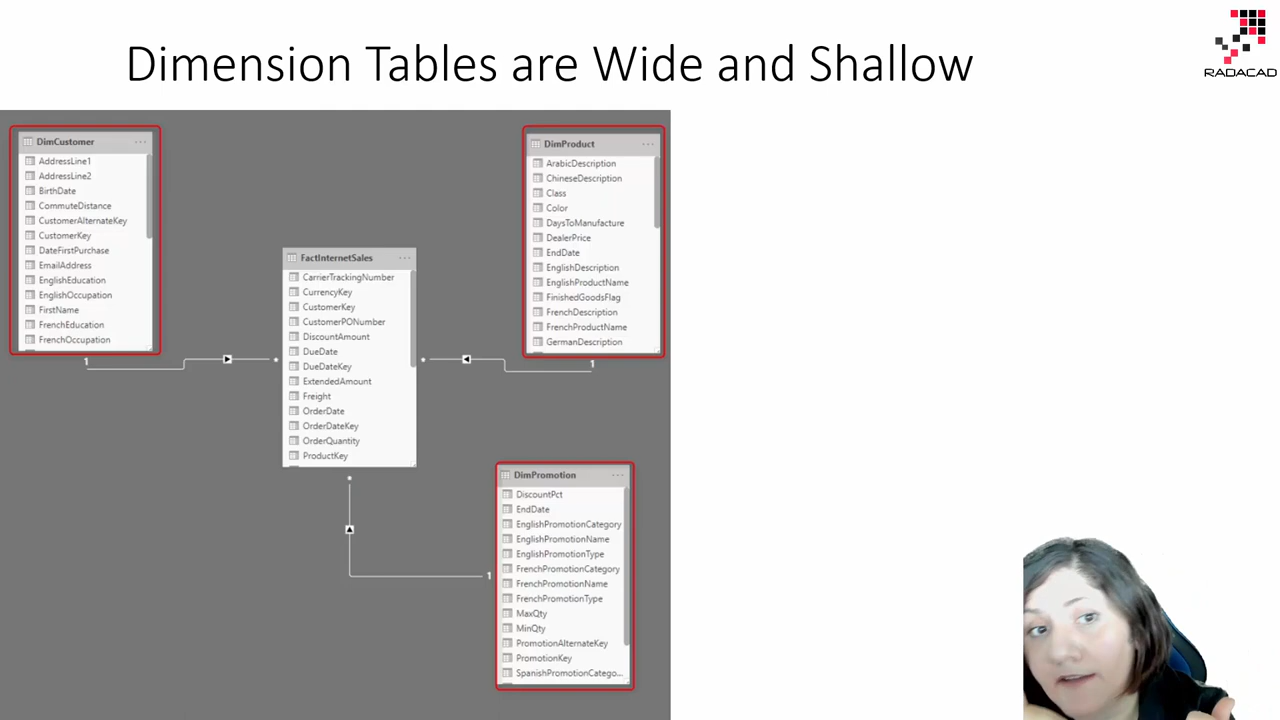 Dimension Tables are Wide and Shallow
RADACAD
DimCustomer
AddressLine1
AddressLine2
BirthDate
CommuteDistance
CustomerAlternateKey
CustomerKey
DateFirstPurchase
EmailAddress
EnglishEducation
EnglishOccupation
FirstName
FrenchEducation
FrenchOccupation
1
FactInternetSales
CarrierTrackingNumber
CurrencyKey
CustomerKey
CustomerPONumber
DiscountAmount
DueDate
DueDateKey
ExtendedAmount
Freight
OrderDate
OrderDateKey
OrderQuantity
ProductKey
DimProduct
ArabicDescription
ChineseDescription
Class
Color
DaysToManufacture
DealerPrice
EndDate
EnglishDescription
EnglishProductName
FinishedGoodsFlag
FrenchDescription
FrenchProductName
GermanDescription
1
DimPromotion
DiscountPct
EndDate
EnglishPromotionCategory
EnglishPromotionName
EnglishPromotionType
FrenchPromotionCategory
FrenchPromotionName
FrenchPromotionType
MaxQty
MinQty
PromotionAlternateKey
PromotionKey
SpanishPromotionCatego...
1